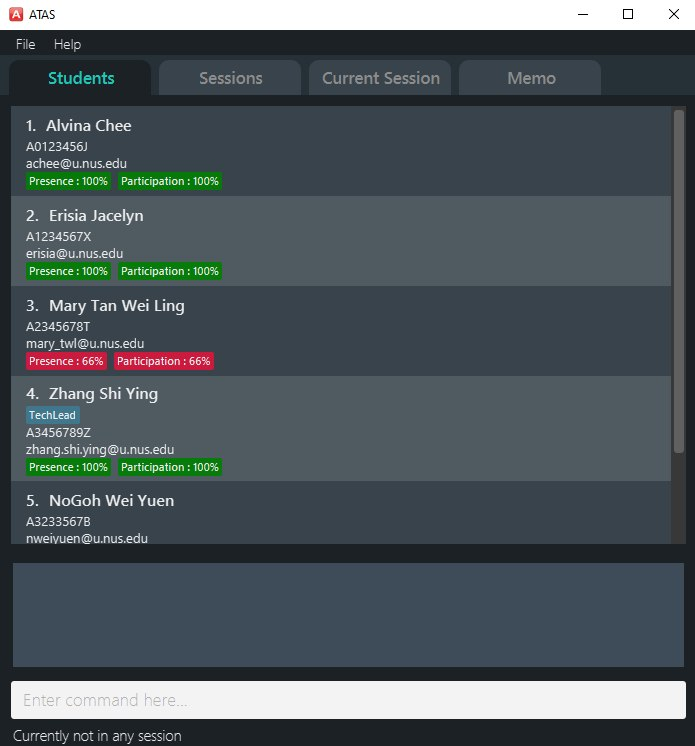 ATAS
File Help
Students Sessions Current Session Memo
1. Alvina Chee
A0123456J
achee@u.nus.edu
Presence : 100% Participation : 100%
2. Erisia Jacelyn
A1234567X
erisia@u.nus.edu
Presence : 100% Participation : 100%
3. Mary Tan Wei Ling
A2345678T
mary_twl@u.nus.edu
Presence : 66% Participation : 66%
4. Zhang Shi Ying
TechLead
A3456789Z
zhang.shi.ying@u.nus.edu
Presence : 100% Participation : 100%
5. NoGoh Wei Yuen
A3233567B
nweiyuen@u.nus.edu
Enter command here...
Currently not in any session